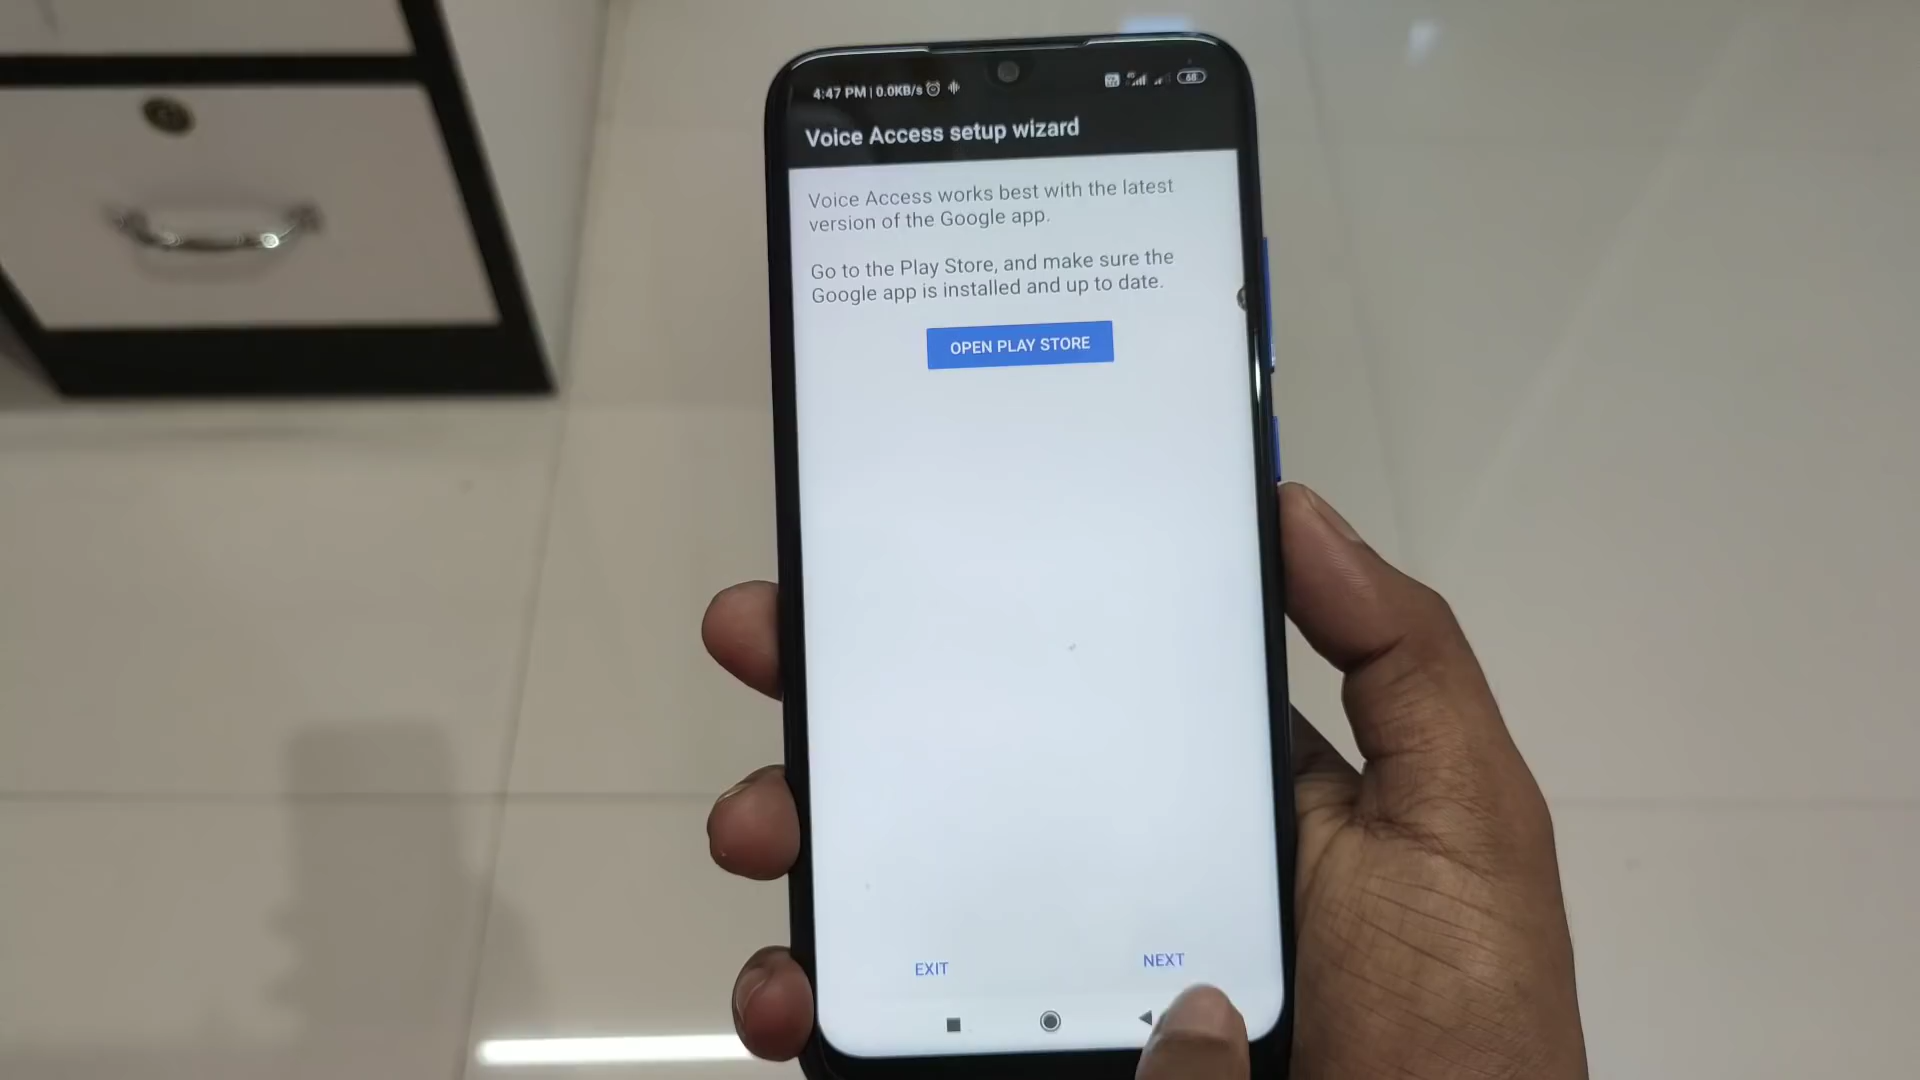 4:47 PM | 0.0KB/s
68
Voice Access setup wizard
Voice Access works best with the latest
version of the Google app.
Go to the Play Store, and make sure the
Google app is installed and up to date.
OPEN PLAY STORE
EXIT
NEXT